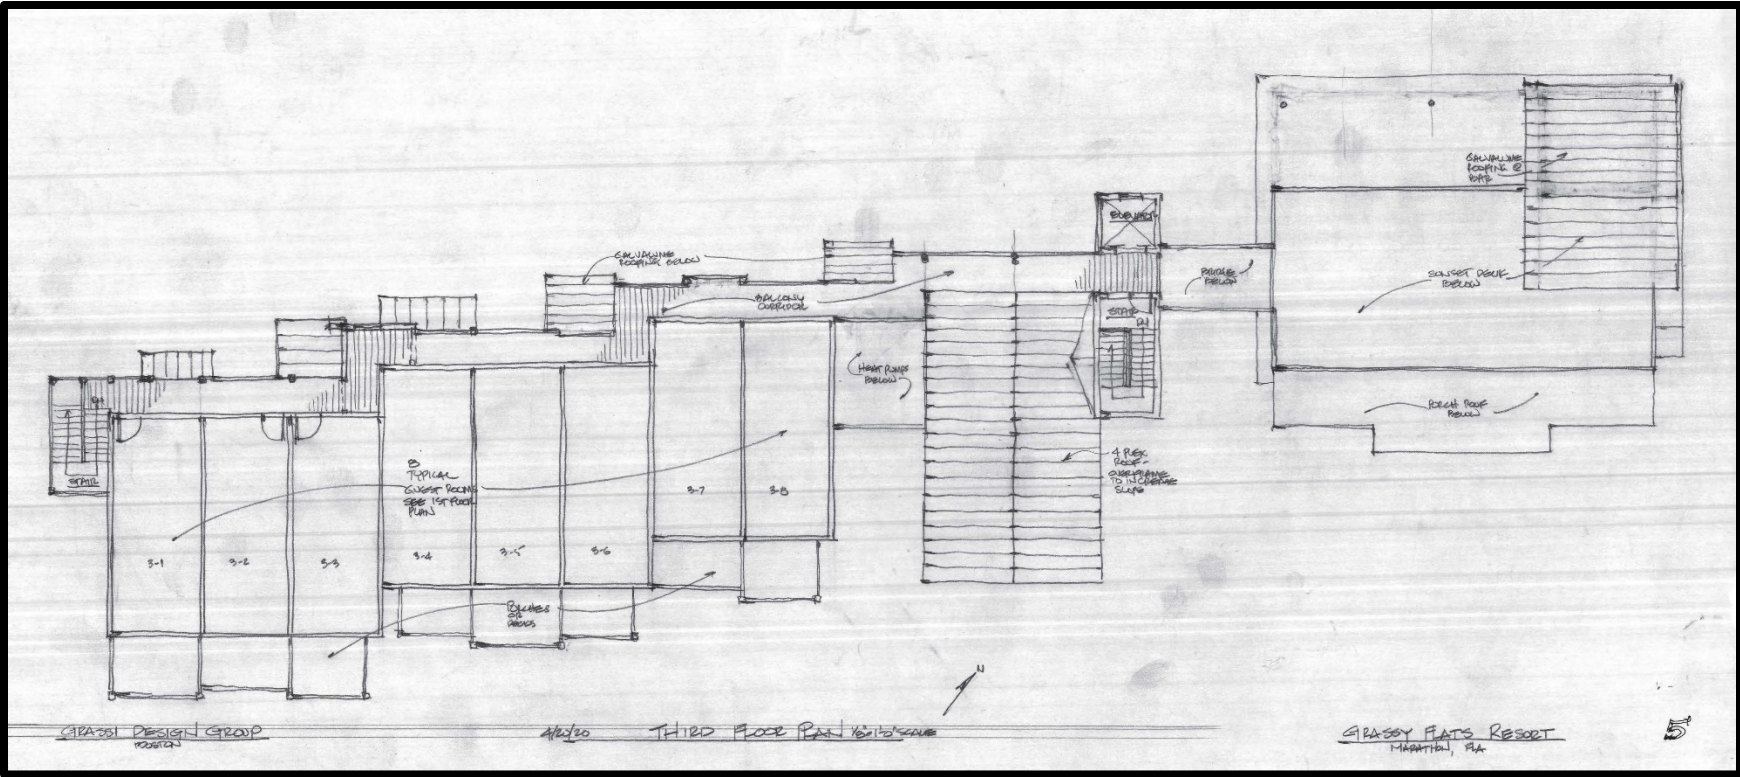 ELEVATOR
GALVALUME
ROOFING @
BAR
GALVALUME
ROOFING BELOW
BRIDGE
BELOW
SUNSET DECK
BELOW
BALCONY
CORRIDOR
STAIR
DN
HEAT PUMPS
BELOW
PORCH ROOF
BELOW
DN
4 PLEX
ROOF -
OVERFRAME
TO INCREASE
SLOPE
8
TYPICAL
GUEST ROOMS
SEE 1ST FLOOR
PLAN
STAIR
3-7
3-8
3-1
3-2
3-3
3-4
3-5
3-6
PORCHES
OR
DECKS
N
GRASSI DESIGN GROUP
BOSTON
4/20/20
THIRD FLOOR PLAN 1/8"=1'-0" SCALE
GRASSY FLATS RESORT
MARATHON, FLA
5